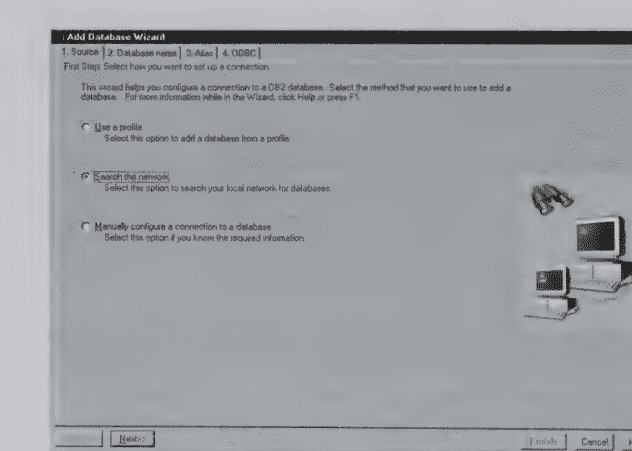 Add Database Wizard
1. Source 2. Database name 3. Alias 4. ODBC
First Step: Select how you want to set up a connection.
This wizard helps you configure a connection to a DB2 database. Select the method that you want to use to add a
database. For more information while in the Wizard, click Help or press F1.
Use a profile
Select this option to add a database from a profile.
Search the network
Select this option to search your local network for databases.
Manually configure a connection to a database
Select this option if you know the required information.
Next>> Finish Cancel